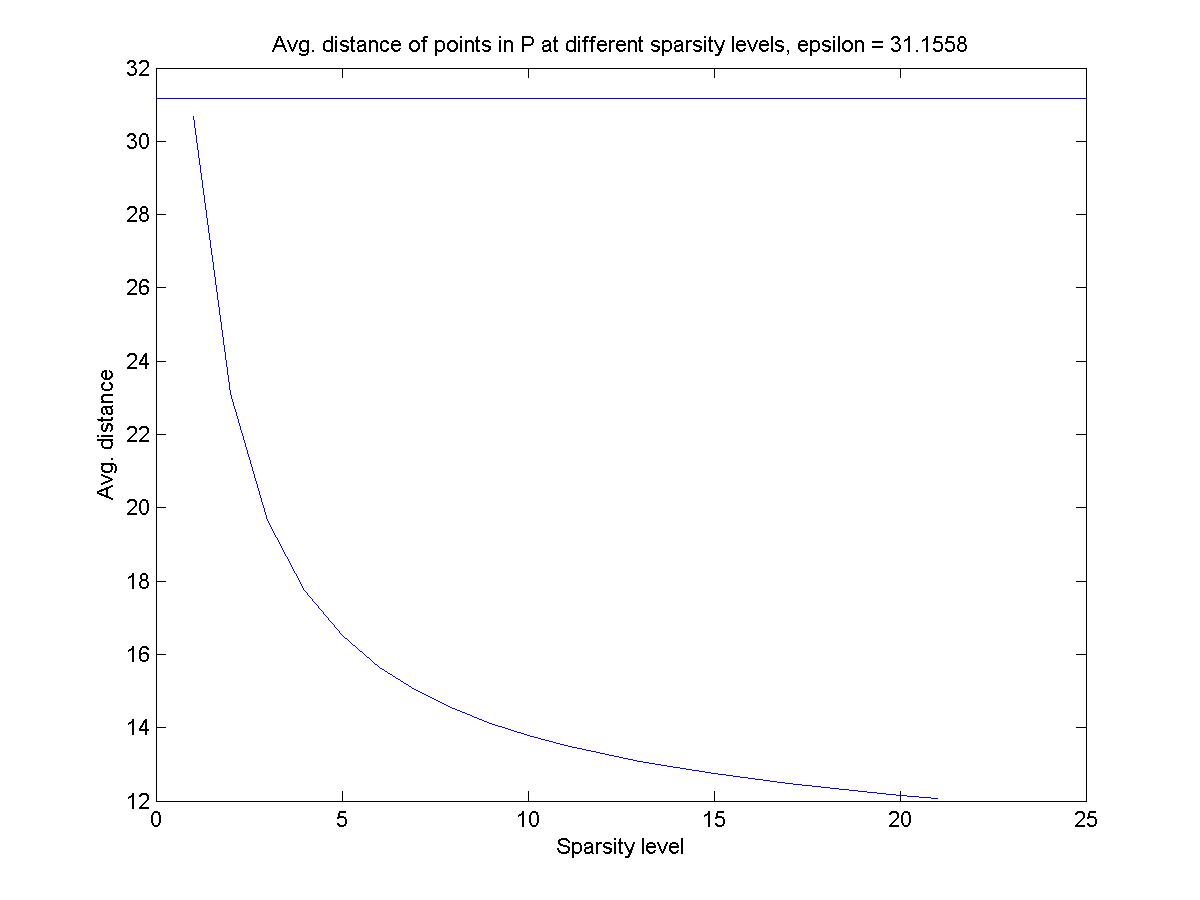 Avg. distance of points in P at different sparsity levels, epsilon = 31.1558
32
30
28
26
24
22
20
18
16
14
12
Avg. distance
0 5 10 15 20 25
Sparsity level